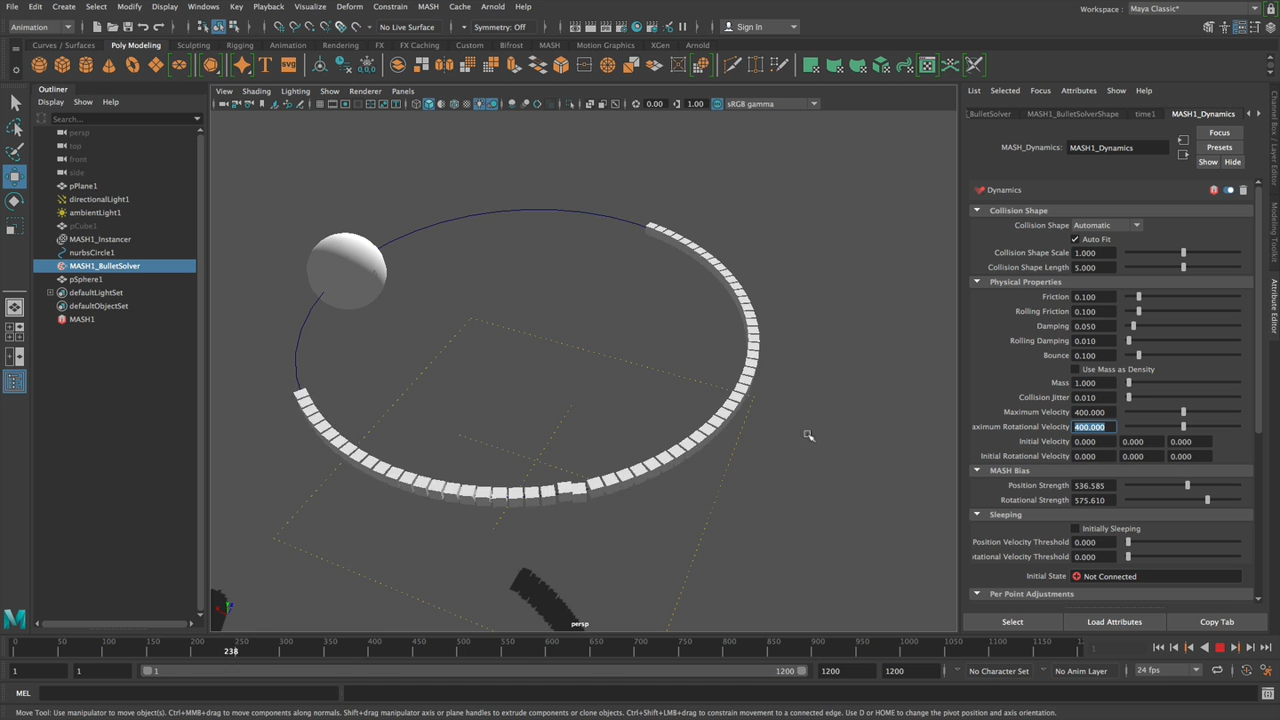 File Edit Create Select Modify Display Windows Key Playback Visualize Deform Constrain MASH Cache Arnold Help
Workspace : Maya Classic*
Animation No Live Surface Symmetry: Off Sign In
Curves / Surfaces Poly Modeling Sculpting Rigging Animation Rendering FX FX Caching Custom Bifrost MASH Motion Graphics XGen Arnold
Outliner
Display Show Help
Search...
persp
top
front
side
pPlane1
directionalLight1
ambientLight1
pCube1
MASH1_Instancer
nurbsCircle1
MASH1_BulletSolver
pSphere1
defaultLightSet
defaultObjectSet
MASH1
View Shading Lighting Show Renderer Panels
0.00 1.00 sRGB gamma
persp
List Selected Focus Attributes Show Help
_BulletSolver MASH1_BulletSolverShape time1 MASH1_Dynamics
Focus
MASH_Dynamics: MASH1_Dynamics Presets
Show Hide
Dynamics
Collision Shape
Collision Shape Automatic
Auto Fit
Collision Shape Scale 1.000
Collision Shape Length 5.000
Physical Properties
Friction 0.100
Rolling Friction 0.100
Damping 0.050
Rolling Damping 0.010
Bounce 0.100
Use Mass as Density
Mass 1.000
Collision Jitter 0.010
Maximum Velocity 400.000
aximum Rotational Velocity 400.000
Initial Velocity 0.000 0.000 0.000
Initial Rotational Velocity 0.000 0.000 0.000
MASH Bias
Position Strength 536.585
Rotational Strength 575.610
Sleeping
Initially Sleeping
Position Velocity Threshold 0.000
tational Velocity Threshold 0.000
Initial State Not Connected
Per Point Adjustments
Select Load Attributes Copy Tab
Channel Box / Layer Editor
Modeling Toolkit
Attribute Editor
0 50 100 150 200 250 300 350 400 450 500 550 600 650 700 750 800 850 900 950 1000 1050 1100 1150 1
238
1 1 1 1200 1200 1200 No Character Set No Anim Layer 24 fps
MEL
Move Tool: Use manipulator to move object(s). Ctrl+MMB+drag to move components along normals. Shift+drag manipulator axis or plane handles to extrude components or clone objects. Ctrl+Shift+LMB+drag to constrain movement to a connected edge. Use D or HOME to change the pivot position and axis orientation.